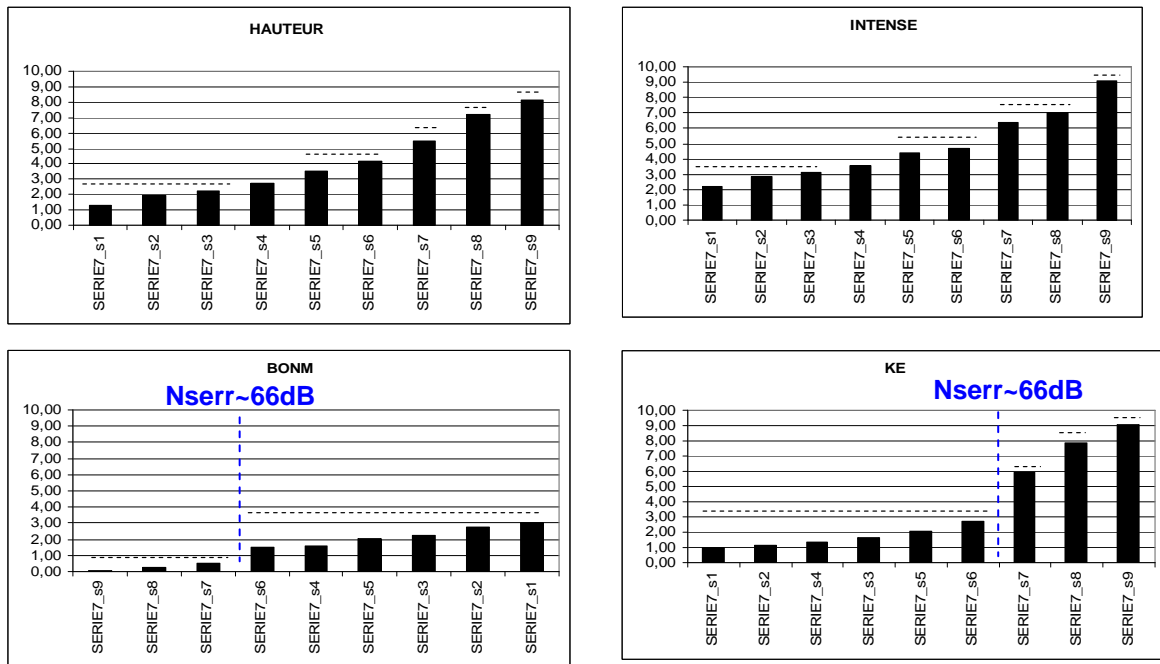 HAUTEUR
10,00
9,00
8,00
7,00
6,00
5,00
4,00
3,00
2,00
1,00
0,00
SERIE7_s1
SERIE7_s2
SERIE7_s3
SERIE7_s4
SERIE7_s5
SERIE7_s6
SERIE7_s7
SERIE7_s8
SERIE7_s9
INTENSE
10,00
9,00
8,00
7,00
6,00
5,00
4,00
3,00
2,00
1,00
0,00
SERIE7_s1
SERIE7_s2
SERIE7_s3
SERIE7_s4
SERIE7_s5
SERIE7_s6
SERIE7_s7
SERIE7_s8
SERIE7_s9
BONM
Nserr~66dB
10,00
9,00
8,00
7,00
6,00
5,00
4,00
3,00
2,00
1,00
0,00
SERIE7_s9
SERIE7_s8
SERIE7_s7
SERIE7_s6
SERIE7_s4
SERIE7_s5
SERIE7_s3
SERIE7_s2
SERIE7_s1
KE
Nserr~66dB
10,00
9,00
8,00
7,00
6,00
5,00
4,00
3,00
2,00
1,00
0,00
SERIE7_s1
SERIE7_s2
SERIE7_s4
SERIE7_s3
SERIE7_s5
SERIE7_s6
SERIE7_s7
SERIE7_s8
SERIE7_s9